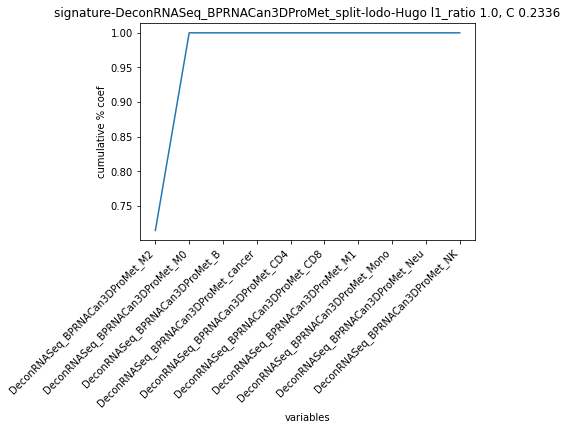 signature-DeconRNASeq_BPRNACan3DProMet_split-lodo-Hugo l1_ratio 1.0, C 0.2336
1.00
0.95
0.90
0.85
0.80
0.75
cumulative % coef
DeconRNASeq_BPRNACan3DProMet_M2
DeconRNASeq_BPRNACan3DProMet_M0
DeconRNASeq_BPRNACan3DProMet_B
DeconRNASeq_BPRNACan3DProMet_cancer
DeconRNASeq_BPRNACan3DProMet_CD4
DeconRNASeq_BPRNACan3DProMet_CD8
DeconRNASeq_BPRNACan3DProMet_M1
DeconRNASeq_BPRNACan3DProMet_Mono
DeconRNASeq_BPRNACan3DProMet_Neu
DeconRNASeq_BPRNACan3DProMet_NK
variables